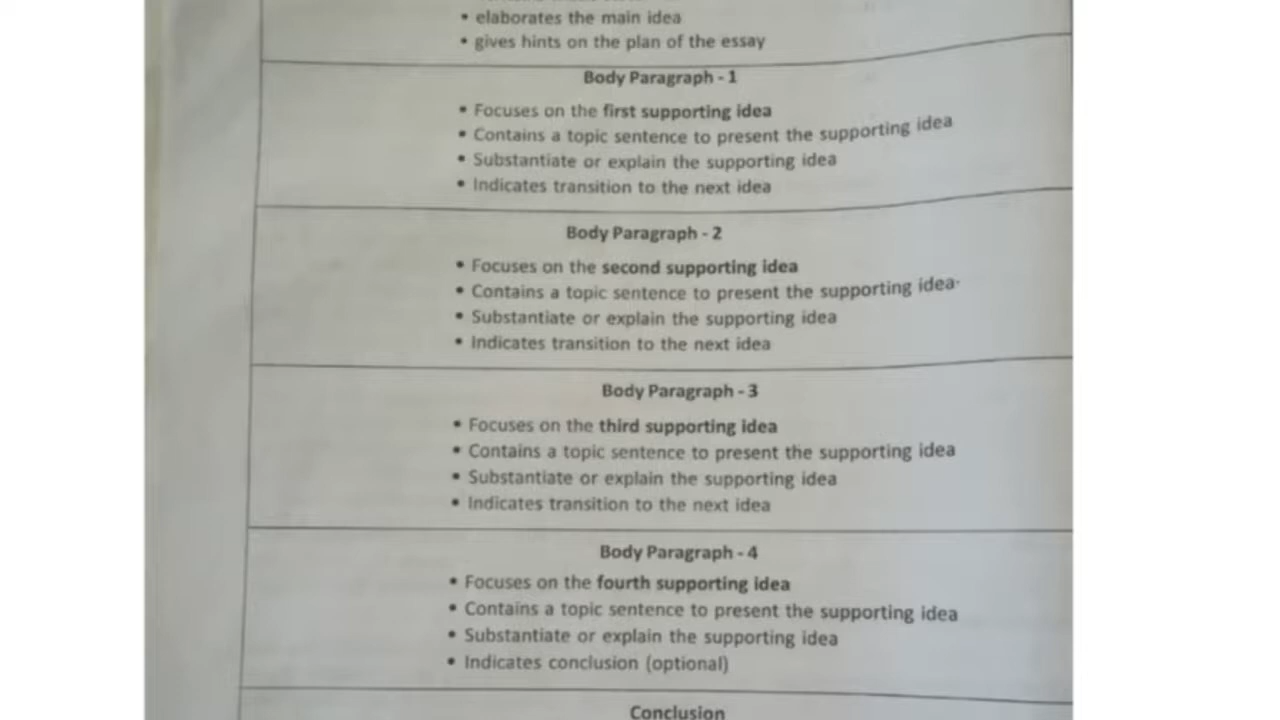 • elaborates the main idea
• gives hints on the plan of the essay
Body Paragraph - 1
• Focuses on the first supporting idea
• Contains a topic sentence to present the supporting idea
• Substantiate or explain the supporting idea
• Indicates transition to the next idea
Body Paragraph - 2
• Focuses on the second supporting idea
• Contains a topic sentence to present the supporting idea
• Substantiate or explain the supporting idea
• Indicates transition to the next idea
Body Paragraph - 3
• Focuses on the third supporting idea
• Contains a topic sentence to present the supporting idea
• Substantiate or explain the supporting idea
• Indicates transition to the next idea
Body Paragraph - 4
• Focuses on the fourth supporting idea
• Contains a topic sentence to present the supporting idea
• Substantiate or explain the supporting idea
• Indicates conclusion (optional)
Conclusion